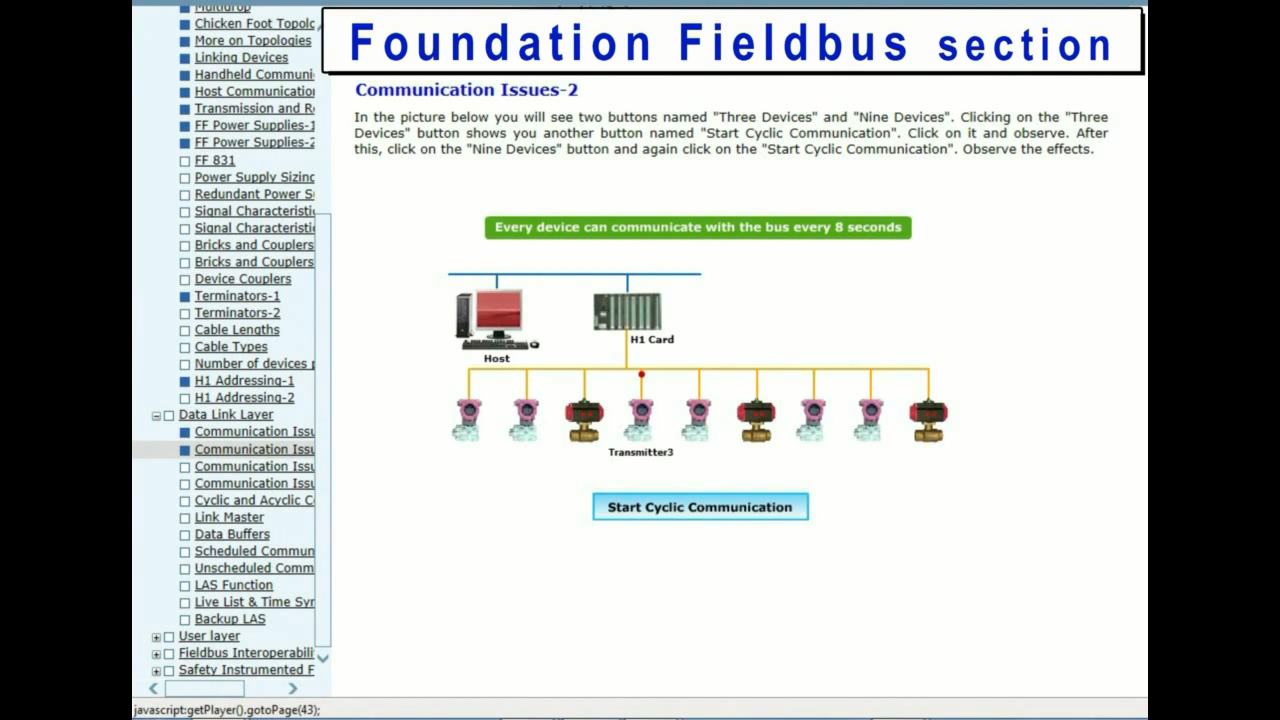 Foundation Fieldbus section
Multidrop
Chicken Foot Topolo
More on Topologies
Linking Devices
Handheld Communi
Host Communication
Transmission and R
FF Power Supplies-1
FF Power Supplies-2
FF 831
Power Supply Sizing
Redundant Power S
Signal Characteristi
Signal Characteristi
Bricks and Couplers
Bricks and Couplers
Device Couplers
Terminators-1
Terminators-2
Cable Lengths
Cable Types
Number of devices p
H1 Addressing-1
H1 Addressing-2
Data Link Layer
Communication Issu
Communication Issu
Communication Issu
Communication Issu
Cyclic and Acyclic C
Link Master
Data Buffers
Scheduled Commun
Unscheduled Comm
LAS Function
Live List & Time Syn
Backup LAS
User layer
Fieldbus Interoperabili
Safety Instrumented F
javascript:getPlayer().gotoPage(43);
Communication Issues-2
In the picture below you will see two buttons named "Three Devices" and "Nine Devices". Clicking on the "Three
Devices" button shows you another button named "Start Cyclic Communication". Click on it and observe. After
this, click on the "Nine Devices" button and again click on the "Start Cyclic Communication". Observe the effects.
Every device can communicate with the bus every 8 seconds
H1 Card
Host
Transmitter3
Start Cyclic Communication